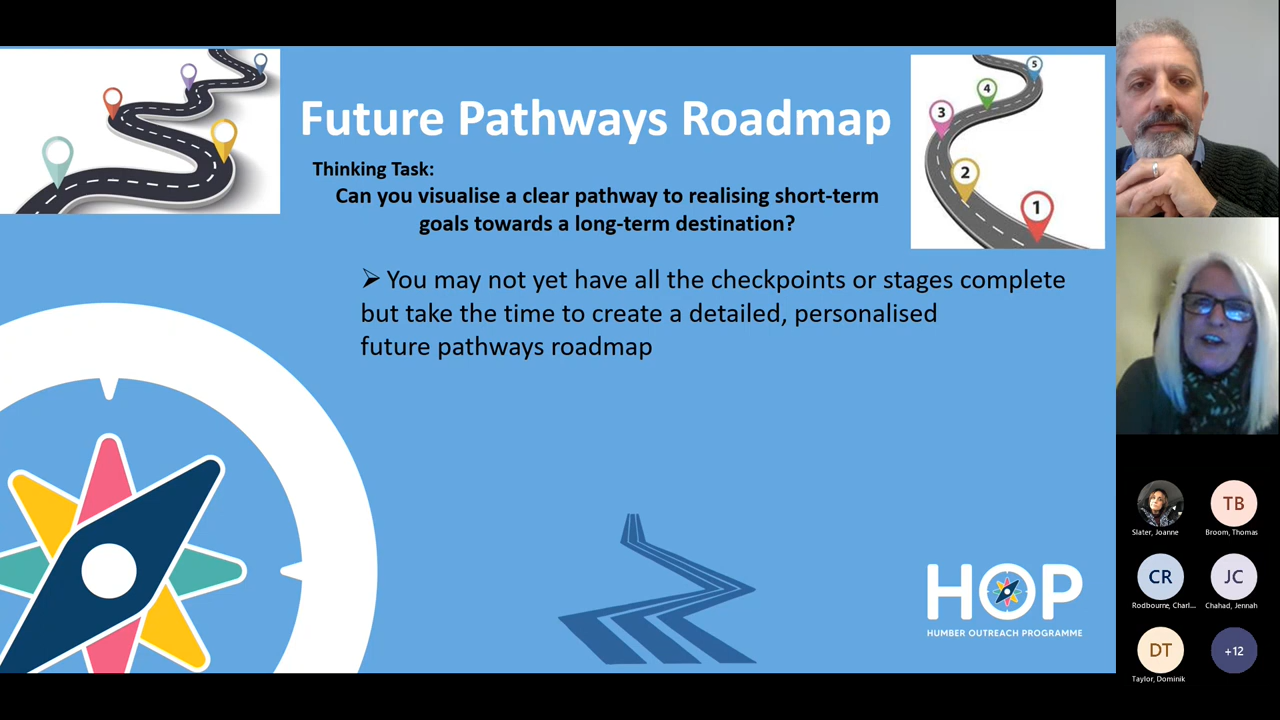 Future Pathways Roadmap
Thinking Task:
Can you visualise a clear pathway to realising short-term
goals towards a long-term destination?
➢ You may not yet have all the checkpoints or stages complete
but take the time to create a detailed, personalised
future pathways roadmap
5
4
3
2
1
HOP
HUMBER OUTREACH PROGRAMME
Slater, Joanne
TB
Broom, Thomas
CR
Rodbourne, Charl...
JC
Chahad, Jennah
DT
Taylor, Dominik
+12